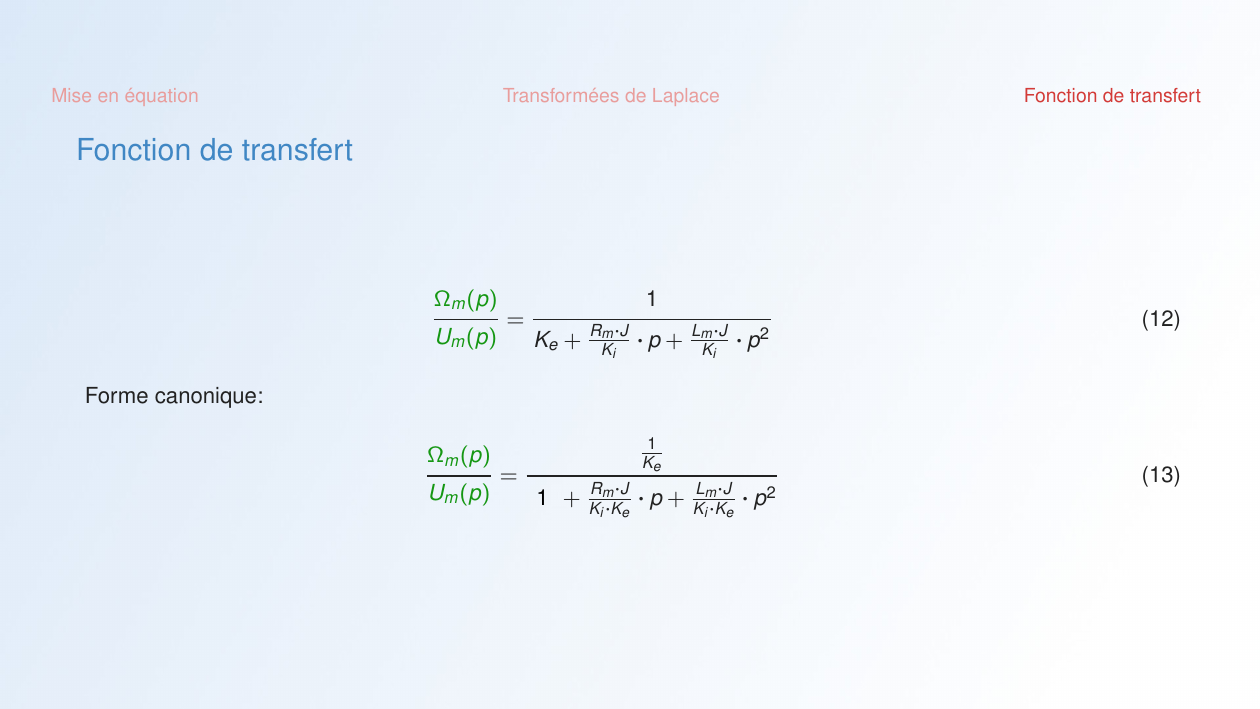 Mise en équation Transformées de Laplace Fonction de transfert
Fonction de transfert
\frac{\Omega_m(p)}{U_m(p)} = \frac{1}{K_e + \frac{R_m \cdot J}{K_i} \cdot p + \frac{L_m \cdot J}{K_i} \cdot p^2} (12)
Forme canonique:
\frac{\Omega_m(p)}{U_m(p)} = \frac{\frac{1}{K_e}}{1 + \frac{R_m \cdot J}{K_i \cdot K_e} \cdot p + \frac{L_m \cdot J}{K_i \cdot K_e} \cdot p^2} (13)